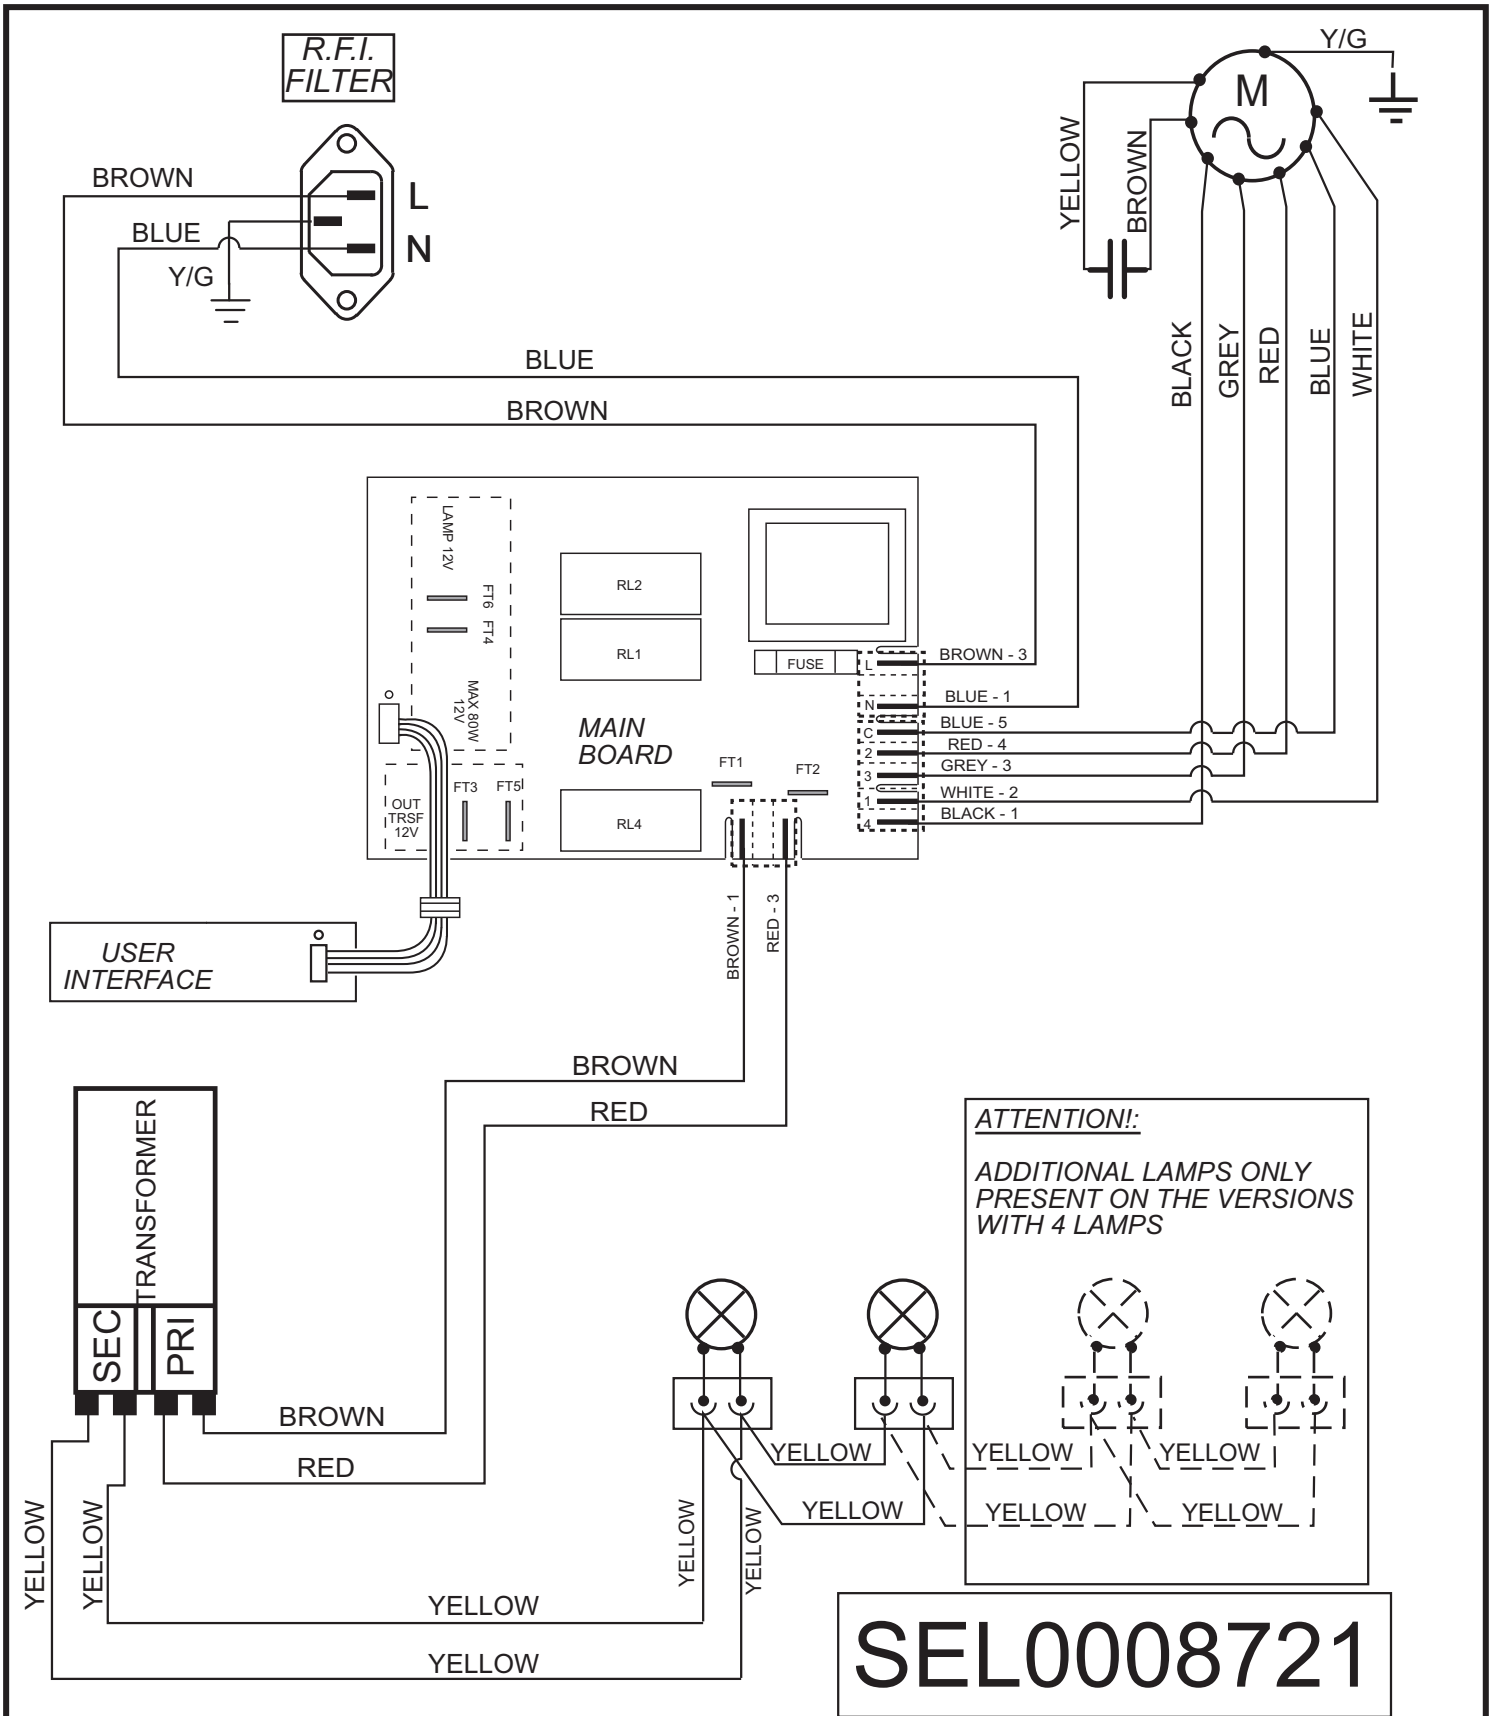 R.F.I.
FILTER
BROWN
L
BLUE
N
Y/G
Y/G
M
YELLOW
BROWN
BLACK
GREY
RED
BLUE
WHITE
BLUE
BROWN
LAMP 12V
FT6
FT4
MAX 80W
12V
RL2
RL1
FUSE
MAIN
BOARD
L
N
C
2
3
1
4
BROWN - 3
BLUE - 1
BLUE - 5
RED - 4
GREY - 3
WHITE - 2
BLACK - 1
FT1
FT2
OUT
TRSF
12V
FT3
FT5
RL4
BROWN - 1
RED - 3
USER
INTERFACE
BROWN
RED
TRANSFORMER
SEC
PRI
BROWN
RED
YELLOW
YELLOW
YELLOW
YELLOW
YELLOW
YELLOW
YELLOW
YELLOW
ATTENTION!:
ADDITIONAL LAMPS ONLY
PRESENT ON THE VERSIONS
WITH 4 LAMPS
YELLOW
YELLOW
YELLOW
YELLOW
SEL0008721